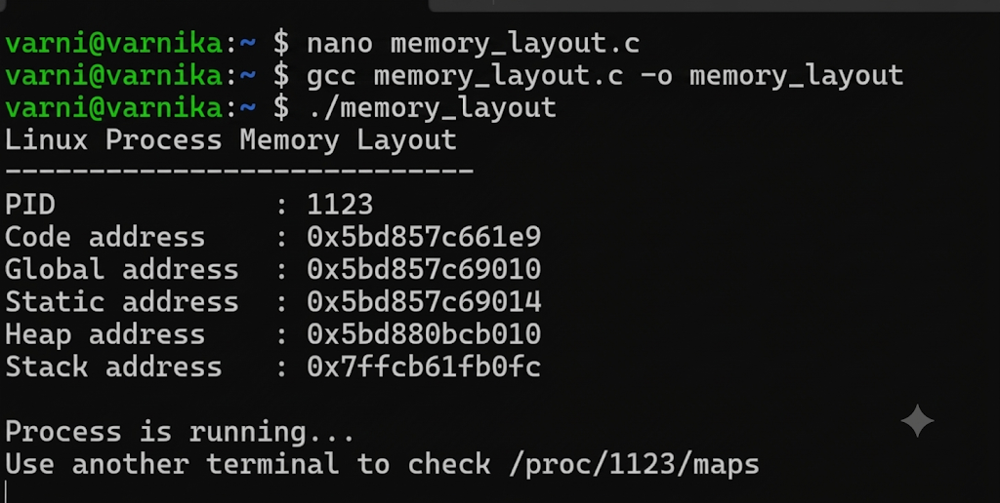 varni@varnika:~ $ nano memory_layout.c
varni@varnika:~ $ gcc memory_layout.c -o memory_layout
varni@varnika:~ $ ./memory_layout
Linux Process Memory Layout
----------------------------
PID             : 1123
Code address    : 0x5bd857c661e9
Global address  : 0x5bd857c69010
Static address  : 0x5bd857c69014
Heap address    : 0x5bd880bcb010
Stack address   : 0x7ffcb61fb0fc
Process is running...
Use another terminal to check /proc/1123/maps